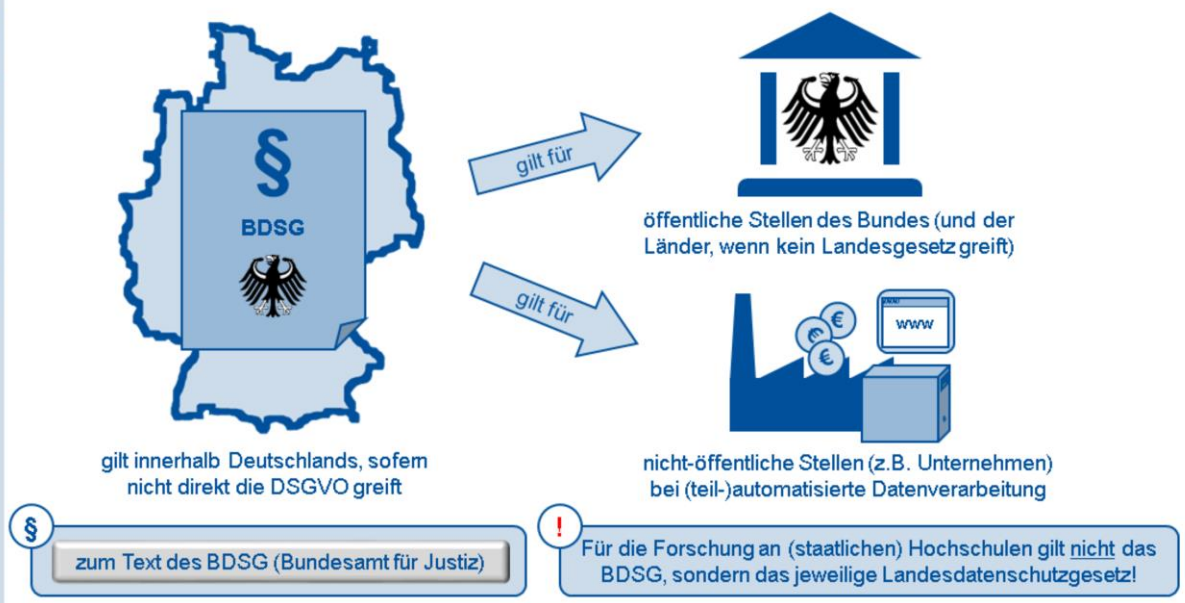 §
BDSG
gilt für
öffentliche Stellen des Bundes (und der
Länder, wenn kein Landesgesetz greift)
gilt für
€
€
€
www
gilt innerhalb Deutschlands, sofern
nicht direkt die DSGVO greift
nicht-öffentliche Stellen (z.B. Unternehmen)
bei (teil-)automatisierte Datenverarbeitung
§
zum Text des BDSG (Bundesamt für Justiz)
!
Für die Forschung an (staatlichen) Hochschulen gilt nicht das
BDSG, sondern das jeweilige Landesdatenschutzgesetz!